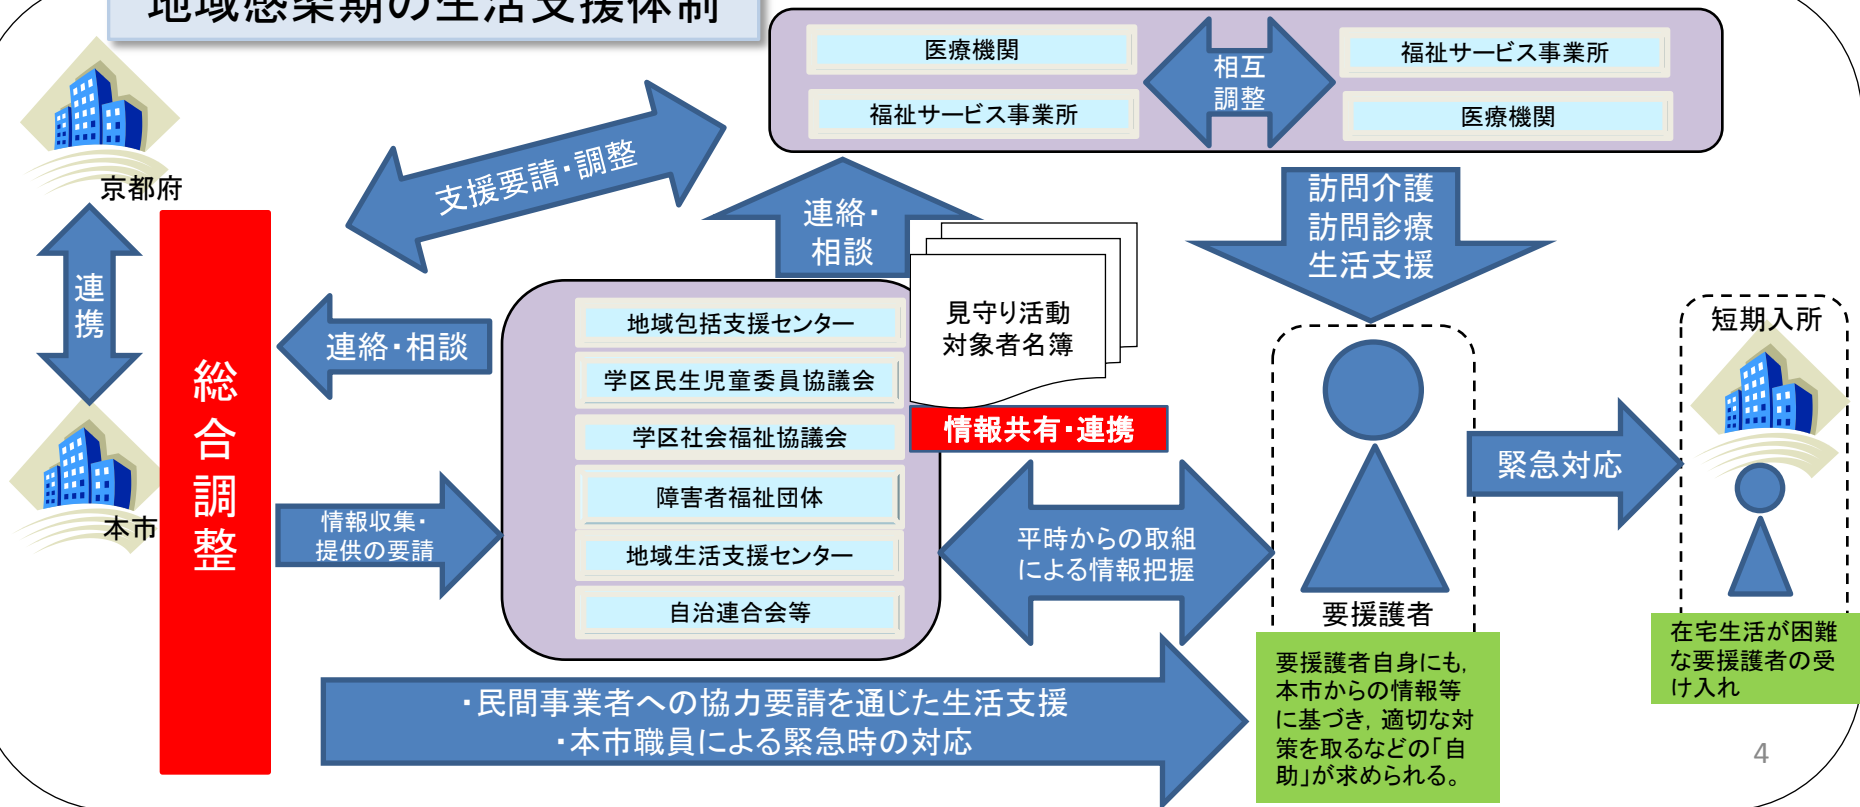 地域感染期の生活支援体制
医療機関
福祉サービス事業所
相互
調整
福祉サービス事業所
医療機関
京都府
支援要請・調整
連絡・
相談
訪問介護
訪問診療
生活支援
連
携
本市
総
合
調
整
連絡・相談
情報収集・
提供の要請
地域包括支援センター
学区民生児童委員協議会
学区社会福祉協議会
障害者福祉団体
地域生活支援センター
自治連合会等
見守り活動
対象者名簿
情報共有・連携
平時からの取組
による情報把握
要援護者
緊急対応
短期入所
・民間事業者への協力要請を通じた生活支援
・本市職員による緊急時の対応
要援護者自身にも,
本市からの情報等
に基づき,適切な対
策を取るなどの「自
助」が求められる。
在宅生活が困難
な要援護者の受
け入れ
4